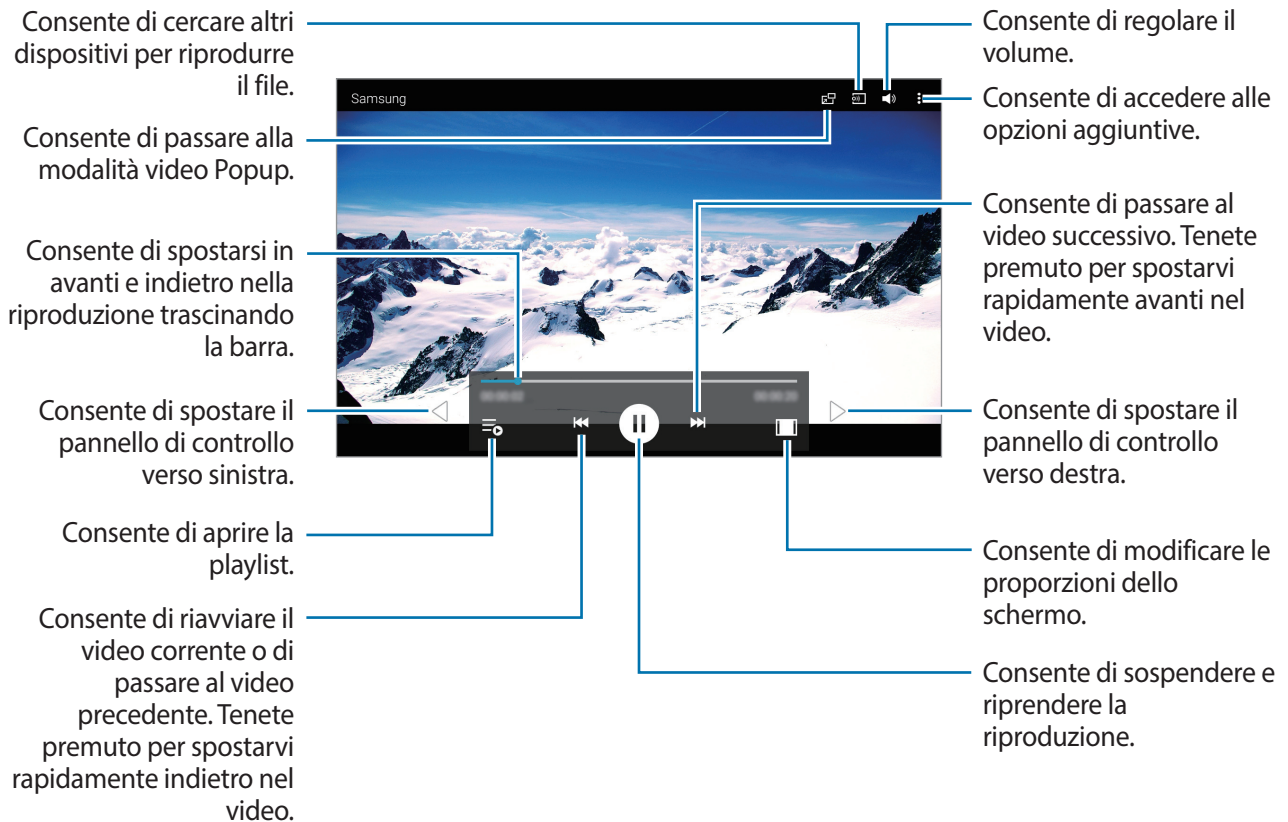 Consente di cercare altri
dispositivi per riprodurre
il file.
Consente di passare alla
modalità video Popup.
Consente di spostarsi in
avanti e indietro nella
riproduzione trascinando
la barra.
Consente di spostare il
pannello di controllo
verso sinistra.
Consente di aprire la
playlist.
Consente di riavviare il
video corrente o di
passare al video
precedente. Tenete
premuto per spostarvi
rapidamente indietro nel
video.
Samsung
Consente di regolare il
volume.
Consente di accedere alle
opzioni aggiuntive.
Consente di passare al
video successivo. Tenete
premuto per spostarvi
rapidamente avanti nel
video.
Consente di spostare il
pannello di controllo
verso destra.
Consente di modificare le
proporzioni dello
schermo.
Consente di sospendere e
riprendere la
riproduzione.